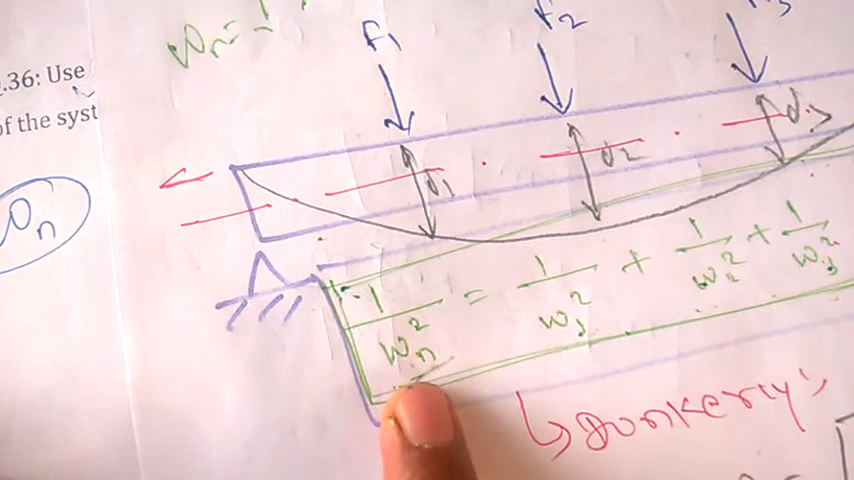 ωn = 1
F1
F2
.36: Use
of the syst
d1
d2
d3
ωn
1/ωn² = 1/ω1² + 1/ω2² + 1/ω3²
↳ Dunkerly's